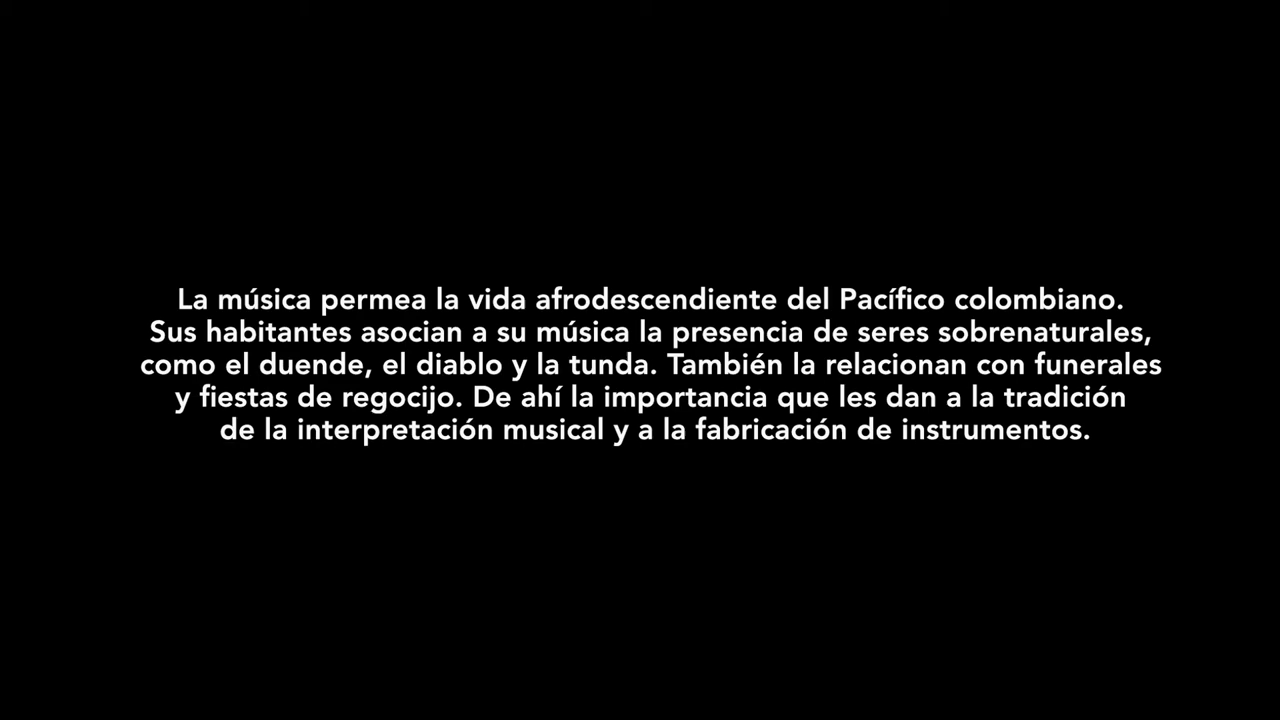 La música permea la vida afrodescendiente del Pacífico colombiano.
Sus habitantes asocian a su música la presencia de seres sobrenaturales,
como el duende, el diablo y la tunda. También la relacionan con funerales
y fiestas de regocijo. De ahí la importancia que les dan a la tradición
de la interpretación musical y a la fabricación de instrumentos.